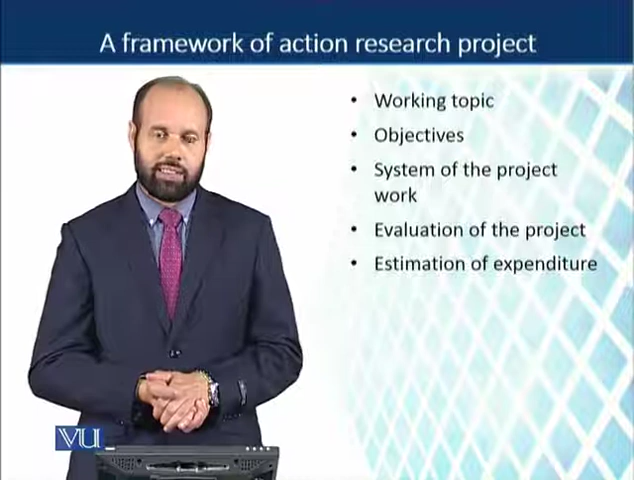 A framework of action research project
• Working topic
• Objectives
• System of the project
work
• Evaluation of the project
• Estimation of expenditure
VU